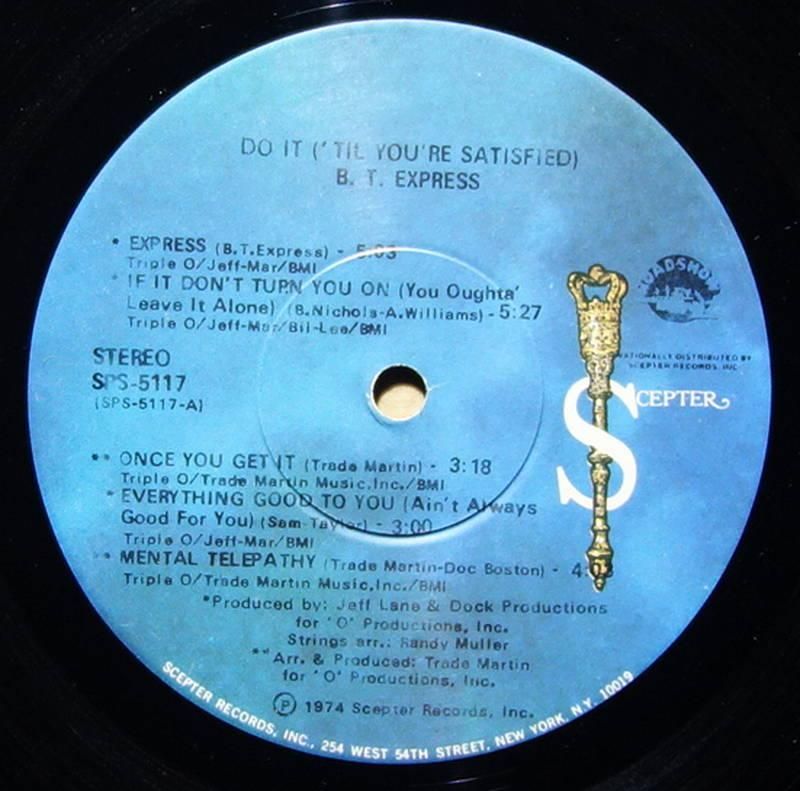 DO IT (' TIL YOU'RE SATISFIED)
B. T. EXPRESS
* EXPRESS (B.T.Express) - 5:03
Triple O/Jeff-Mar/BMI
* IF IT DON'T TURN YOU ON (You Oughta'
Leave It Alone) (B.Nichols-A.Williams) - 5:27
Triple O/Jeff-Mar/Bil-Lee/BMI
STEREO
SPS-5117
(SPS-5117-A)
ROADSHOW
NATIONALLY DISTRIBUTED BY
SCEPTER RECORDS, INC.
SCEPTER
** ONCE YOU GET IT (Trade Martin) - 3:18
Triple O/Trade Martin Music,Inc./BMI
* EVERYTHING GOOD TO YOU (Ain't Always
Good For You) (Sam-Taylor) - 3:00
Triple O/Jeff-Mar/BMI
** MENTAL TELEPATHY (Trade Martin-Doc Boston) -
Triple O/Trade Martin Music,Inc./BMI
*Produced by: Jeff Lane & Dock Productions
for 'O' Productions, Inc.
Strings arr.: Randy Muller
**Arr. & Produced: Trade Martin
for 'O' Productions, Inc.
Ⓟ 1974 Scepter Records, Inc.
SCEPTER RECORDS, INC., 254 WEST 54TH STREET, NEW YORK, N.Y. 10019